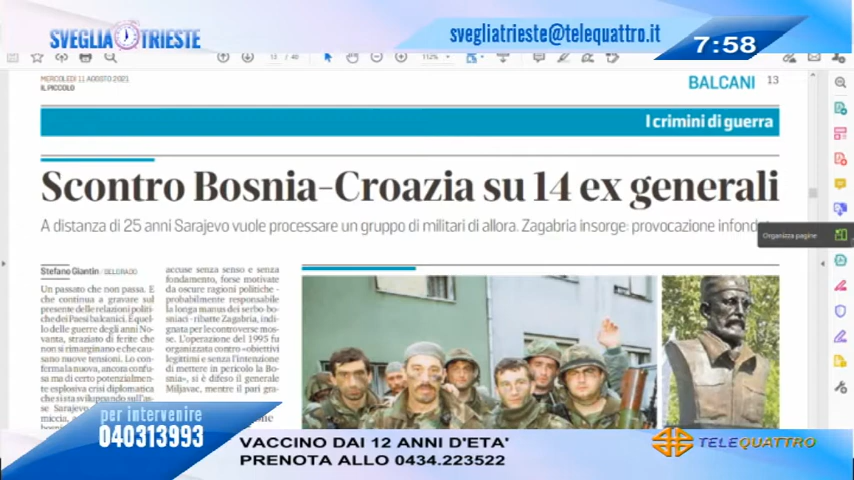 SVEGLIA TRIESTE
svegliatrieste@telequattro.it
7:58
13 / 40
112%
MERCOLEDÌ 11 AGOSTO 2021
IL PICCOLO
BALCANI 13
I crimini di guerra
Scontro Bosnia-Croazia su 14 ex generali
A distanza di 25 anni Sarajevo vuole processare un gruppo di militari di allora. Zagabria insorge: provocazione
Organizza pagine
Stefano Giantin / BELGRADO
Un passato che non passa. E
che continua a gravare sul
presente delle relazioni politi-
che dei Paesi balcanici. È quel-
lo delle guerre degli anni No-
vanta, straziato di ferite che
non si rimarginano e che cau-
sano nuove tensioni. Lo con-
ferma la nuova, ancora confu-
sa ma di certo potenzialmen-
te esplosiva crisi diplomatica
che si sta sviluppando sull'as-
se Sarajevo
accuse senza senso e senza
fondamento, forse motivate
da oscure ragioni politiche -
probabilmente responsabile
la longa manus dei serbo-bo-
sniaci - ribatte Zagabria, indi-
gnata per le controverse mos-
se. L'operazione del 1995 fu
organizzata contro «obiettivi
legittimi e senza l'intenzione
di mettere in pericolo la Bo-
snia», si è difeso il generale
Miljavac, mentre il pari gra-
per intervenire
040313993
VACCINO DAI 12 ANNI D'ETA'
PRENOTA ALLO 0434.223522
TELEQUATTRO